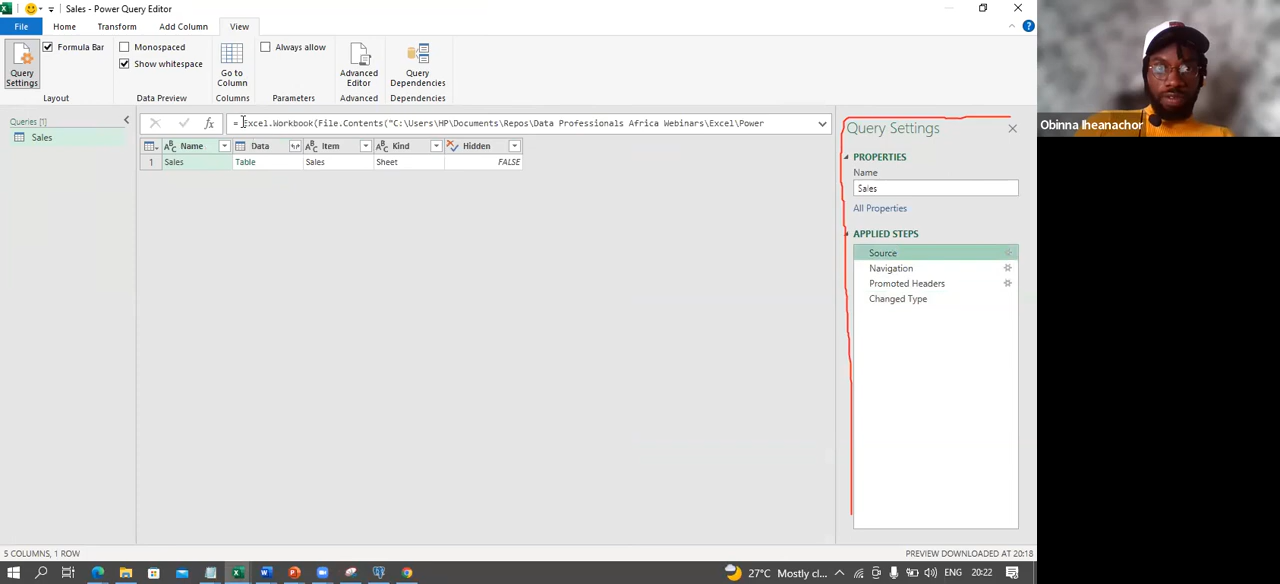 Sales - Power Query Editor
File Home Transform Add Column View
Query Settings
Formula Bar
Layout
Monospaced
Show whitespace
Data Preview
Go to Column
Columns
Always allow
Parameters
Advanced Editor
Advanced
Query Dependencies
Dependencies
Queries [1]
Sales
= Excel.Workbook(File.Contents("C:\Users\HP\Documents\Repos\Data Professionals Africa Webinars\Excel\Power
Name Data Item Kind Hidden
1 Sales Table Sales Sheet FALSE
Query Settings
PROPERTIES
Name
Sales
All Properties
APPLIED STEPS
Source
Navigation
Promoted Headers
Changed Type
Obinna Iheanachor
5 COLUMNS, 1 ROW
PREVIEW DOWNLOADED AT 20:18
27°C Mostly cl... ENG 20:22